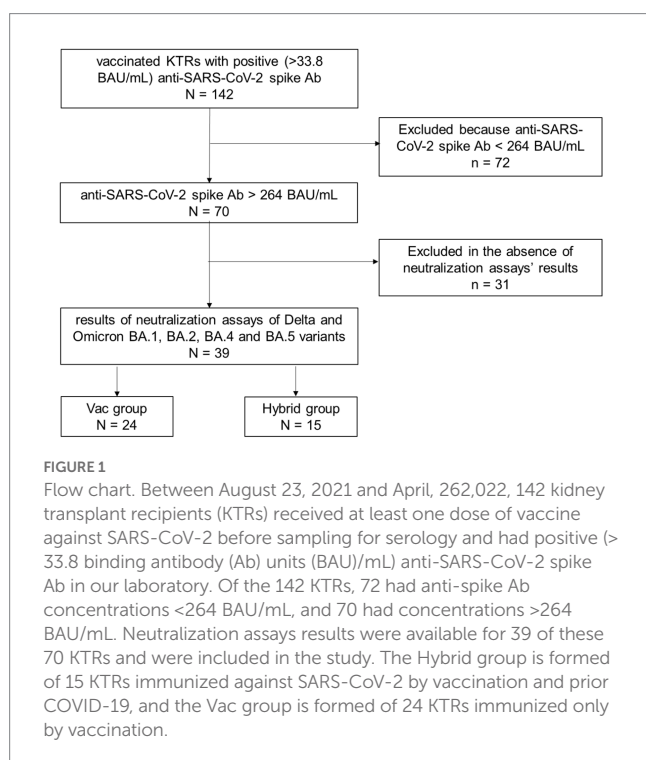 vaccinated KTRs with positive (>33.8
BAU/mL) anti-SARS-CoV-2 spike Ab
N = 142
Excluded because anti-SARS-
CoV-2 spike Ab < 264 BAU/mL
n = 72
anti-SARS-CoV-2 spike Ab > 264 BAU/mL
N = 70
Excluded in the absence of
neutralization assays' results
n = 31
results of neutralization assays of Delta and
Omicron BA.1, BA.2, BA.4 and BA.5 variants
N = 39
Vac group
N = 24
Hybrid group
N = 15
FIGURE 1
Flow chart. Between August 23, 2021 and April, 262,022, 142 kidney
transplant recipients (KTRs) received at least one dose of vaccine
against SARS-CoV-2 before sampling for serology and had positive (>
33.8 binding antibody (Ab) units (BAU)/mL) anti-SARS-CoV-2 spike
Ab in our laboratory. Of the 142 KTRs, 72 had anti-spike Ab
concentrations <264 BAU/mL, and 70 had concentrations >264
BAU/mL. Neutralization assays results were available for 39 of these
70 KTRs and were included in the study. The Hybrid group is formed
of 15 KTRs immunized against SARS-CoV-2 by vaccination and prior
COVID-19, and the Vac group is formed of 24 KTRs immunized only
by vaccination.